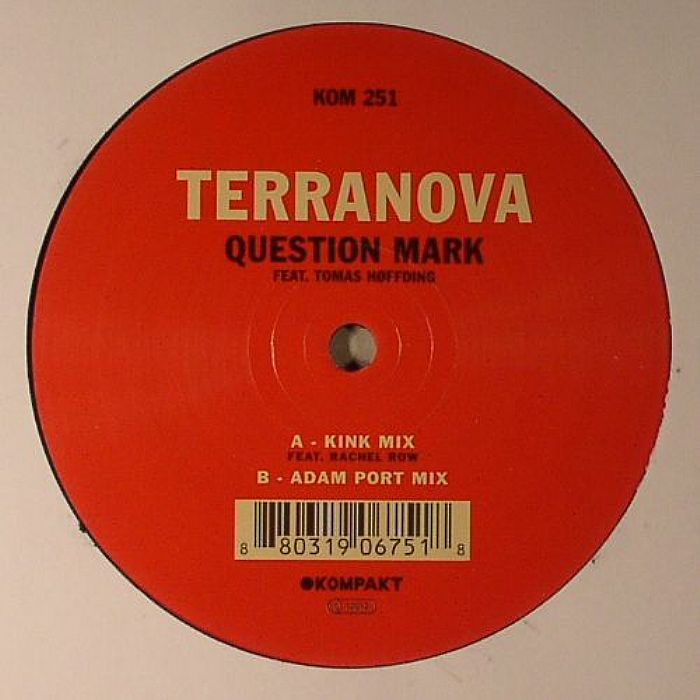 KOM 251
TERRANOVA
QUESTION MARK
FEAT. TOMAS HØFFDING
A - KINK MIX
FEAT. RACHEL ROW
B - ADAM PORT MIX
8 80319 06751 8
KOMPAKT